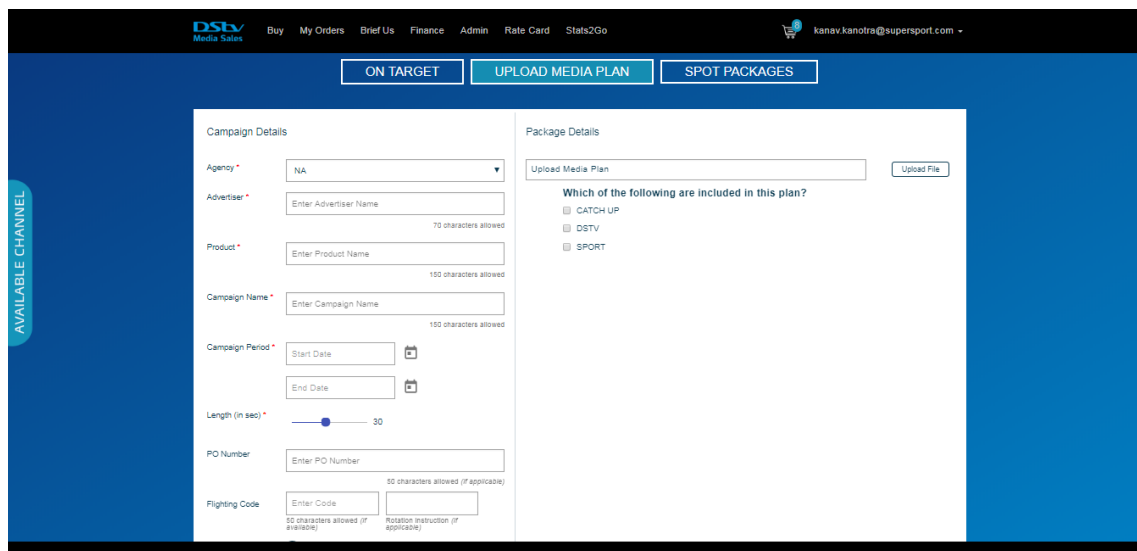 DStv
Media Sales
Buy My Orders Brief Us Finance Admin Rate Card Stats2Go
8
kanav.kanotra@supersport.com
ON TARGET UPLOAD MEDIA PLAN SPOT PACKAGES
AVAILABLE CHANNEL
Campaign Details
Agency *
NA
Advertiser *
Enter Advertiser Name
70 characters allowed
Product *
Enter Product Name
150 characters allowed
Campaign Name *
Enter Campaign Name
150 characters allowed
Campaign Period *
Start Date
End Date
Length (in sec) *
30
PO Number
Enter PO Number
50 characters allowed (if applicable)
Flighting Code
Enter Code
50 characters allowed (if
available)
Rotation Instruction (if
applicable)
Package Details
Upload Media Plan
Upload File
Which of the following are included in this plan?
CATCH UP
DSTV
SPORT